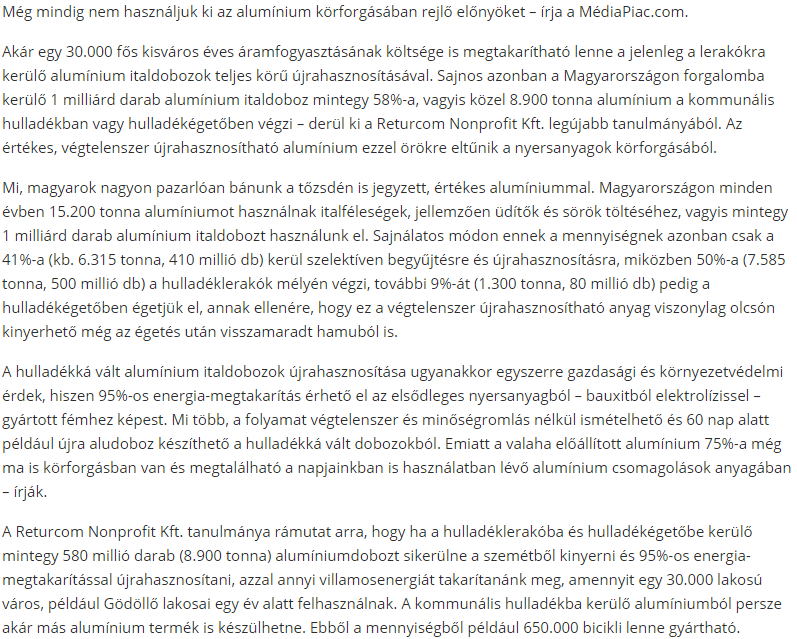 Még mindig nem használjuk ki az alumínium körforgásában rejlő előnyöket – írja a MédiaPiac.com.
Akár egy 30.000 fős kisváros éves áramfogyasztásának költsége is megtakarítható lenne a jelenleg a lerakókra
kerülő alumínium italdobozok teljes körű újrahasznosításával. Sajnos azonban a Magyarországon forgalomba
kerülő 1 milliárd darab alumínium italdoboz mintegy 58%-a, vagyis közel 8.900 tonna alumínium a kommunális
hulladékban vagy hulladékégetőben végzi – derül ki a Returcom Nonprofit Kft. legújabb tanulmányából. Az
értékes, végtelenszer újrahasznosítható alumínium ezzel örökre eltűnik a nyersanyagok körforgásából.
Mi, magyarok nagyon pazarlóan bánunk a tőzsdén is jegyzett, értékes alumíniummal. Magyarországon minden
évben 15.200 tonna alumíniumot használnak italféleségek, jellemzően üdítők és sörök töltéséhez, vagyis mintegy
1 milliárd darab alumínium italdobozt használunk el. Sajnálatos módon ennek a mennyiségnek azonban csak a
41%-a (kb. 6.315 tonna, 410 millió db) kerül szelektíven begyűjtésre és újrahasznosításra, miközben 50%-a (7.585
tonna, 500 millió db) a hulladéklerakók mélyén végzi, további 9%-át (1.300 tonna, 80 millió db) pedig a
hulladékégetőben égetjük el, annak ellenére, hogy ez a végtelenszer újrahasznosítható anyag viszonylag olcsón
kinyerhető még az égetés után visszamaradt hamuból is.
A hulladékká vált alumínium italdobozok újrahasznosítása ugyanakkor egyszerre gazdasági és környezetvédelmi
érdek, hiszen 95%-os energia-megtakarítás érhető el az elsődleges nyersanyagból – bauxitból elektrolízissel –
gyártott fémhez képest. Mi több, a folyamat végtelenszer és minőségromlás nélkül ismételhető és 60 nap alatt
például újra aludoboz készíthető a hulladékká vált dobozokból. Emiatt a valaha előállított alumínium 75%-a még
ma is körforgásban van és megtalálható a napjainkban is használatban lévő alumínium csomagolások anyagában
– írják.
A Returcom Nonprofit Kft. tanulmánya rámutat arra, hogy ha a hulladéklerakóba és hulladékégetőbe kerülő
mintegy 580 millió darab (8.900 tonna) alumíniumdobozt sikerülne a szemétből kinyerni és 95%-os energia-
megtakarítással újrahasznosítani, azzal annyi villamosenergiát takarítanánk meg, amennyit egy 30.000 lakosú
város, például Gödöllő lakosai egy év alatt felhasználnak. A kommunális hulladékba kerülő alumíniumból persze
akár más alumínium termék is készülhetne. Ebből a mennyiségből például 650.000 bicikli lenne gyártható.